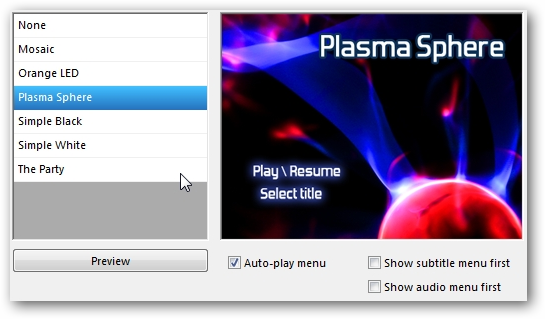 None
Mosaic
Orange LED
Plasma Sphere
Simple Black
Simple White
The Party
Preview
Plasma Sphere
Play \ Resume
Select title
Auto-play menu
Show subtitle menu first
Show audio menu first